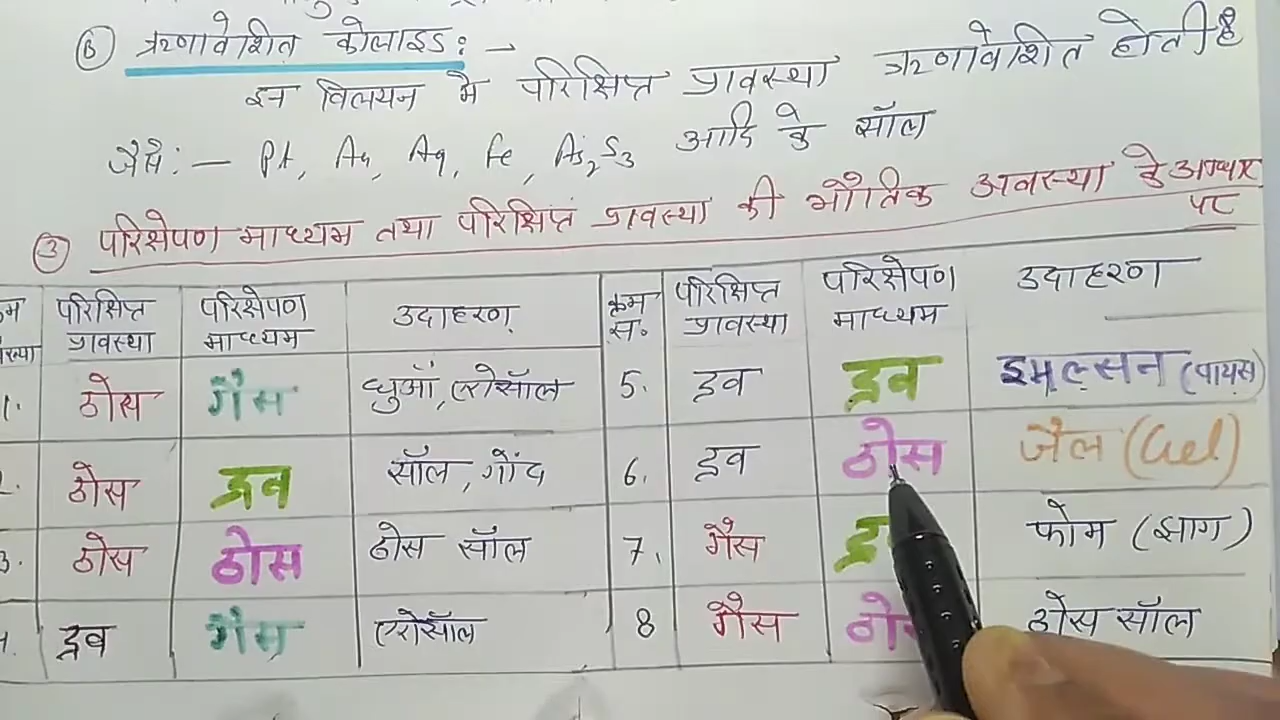 (B) ऋणावेशित कोलाइड : -
इन विलयन मे परिक्षिप्त प्रावस्था ऋणावेशित होती है
जैसे: - Pt, Au, Ag, Fe, As2S3 आदि के सॉल
(3) परिक्षेपण माध्यम तथा परिक्षिप्त प्रावस्था की भौतिक अवस्था के आधार पर
परिक्षिप्त प्रावस्था परिक्षेपण माध्यम उदाहरण क्रम स. परिक्षिप्त प्रावस्था परिक्षेपण माध्यम उदाहरण
1. ठोस गैस धुआँ, एरोसॉल 5. द्रव द्रव इमल्सन (पायस)
2. ठोस द्रव सॉल, गोंद 6. द्रव ठोस जैल (Gel)
3. ठोस ठोस ठोस सॉल 7. गैस फोम (झाग)
4. द्रव गैस एरोसॉल 8 गैस ठोस सॉल